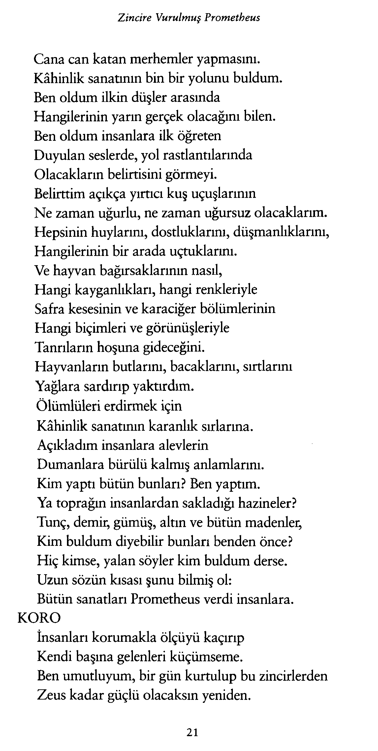 Zincire Vurulmuş Prometheus
Cana can katan merhemler yapmasını.
Kâhinlik sanatının bin bir yolunu buldum.
Ben oldum ilkin düşler arasında
Hangilerinin yarın gerçek olacağını bilen.
Ben oldum insanlara ilk öğreten
Duyulan seslerde, yol rastlantılarında
Olacakların belirtisini görmeyi.
Belirttim açıkça yırtıcı kuş uçuşlarının
Ne zaman uğurlu, ne zaman uğursuz olacaklarım.
Hepsinin huylarını, dostluklarını, düşmanlıklarını,
Hangilerinin bir arada uçtuklarını.
Ve hayvan bağırsaklarının nasıl,
Hangi kayganlıkları, hangi renkleriyle
Safra kesesinin ve karaciğer bölümlerinin
Hangi biçimleri ve görünüşleriyle
Tanrıların hoşuna gideceğini.
Hayvanların butlarını, bacaklarını, sırtlarını
Yağlara sardırıp yaktırdım.
Ölümlüleri erdirmek için
Kâhinlik sanatının karanlık sırlarına.
Açıkladım insanlara alevlerin
Dumanlara bürülü kalmış anlamlarını.
Kim yaptı bütün bunları? Ben yaptım.
Ya toprağın insanlardan sakladığı hazineler?
Tunç, demir, gümüş, altın ve bütün madenler,
Kim buldum diyebilir bunları benden önce?
Hiç kimse, yalan söyler kim buldum derse.
Uzun sözün kısası şunu bilmiş ol:
Bütün sanatları Prometheus verdi insanlara.
KORO
İnsanları korumakla ölçüyü kaçırıp
Kendi başına gelenleri küçümseme.
Ben umutluyum, bir gün kurtulup bu zincirlerden
Zeus kadar güçlü olacaksın yeniden.
21